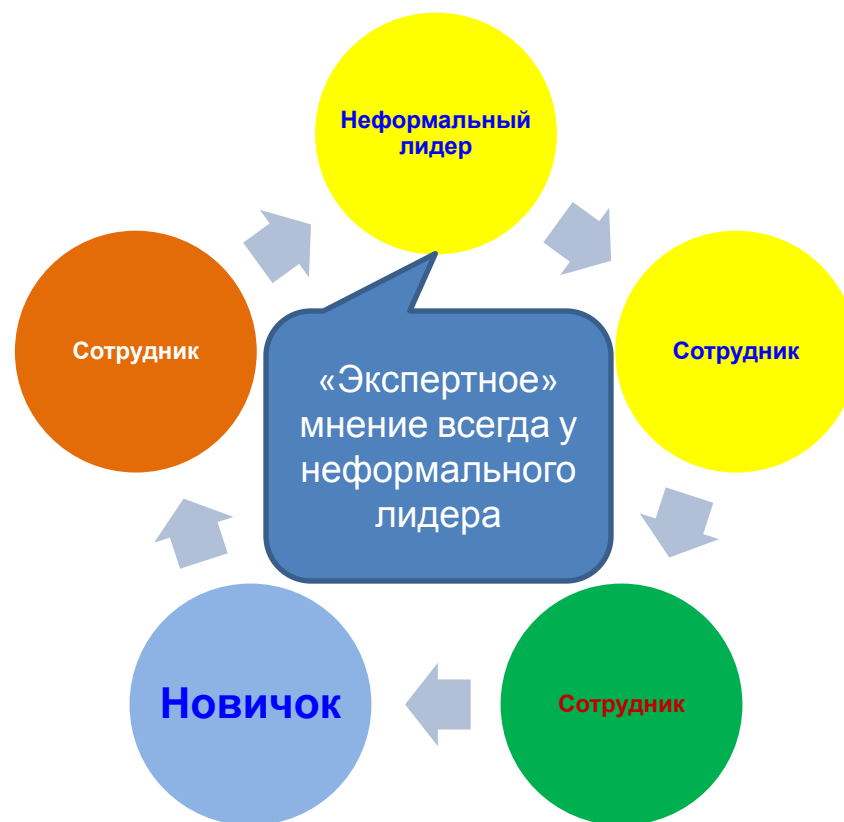 Неформальный
лидер
Сотрудник
Сотрудник
«Экспертное»
мнение всегда у
неформального
лидера
Новичок
Сотрудник